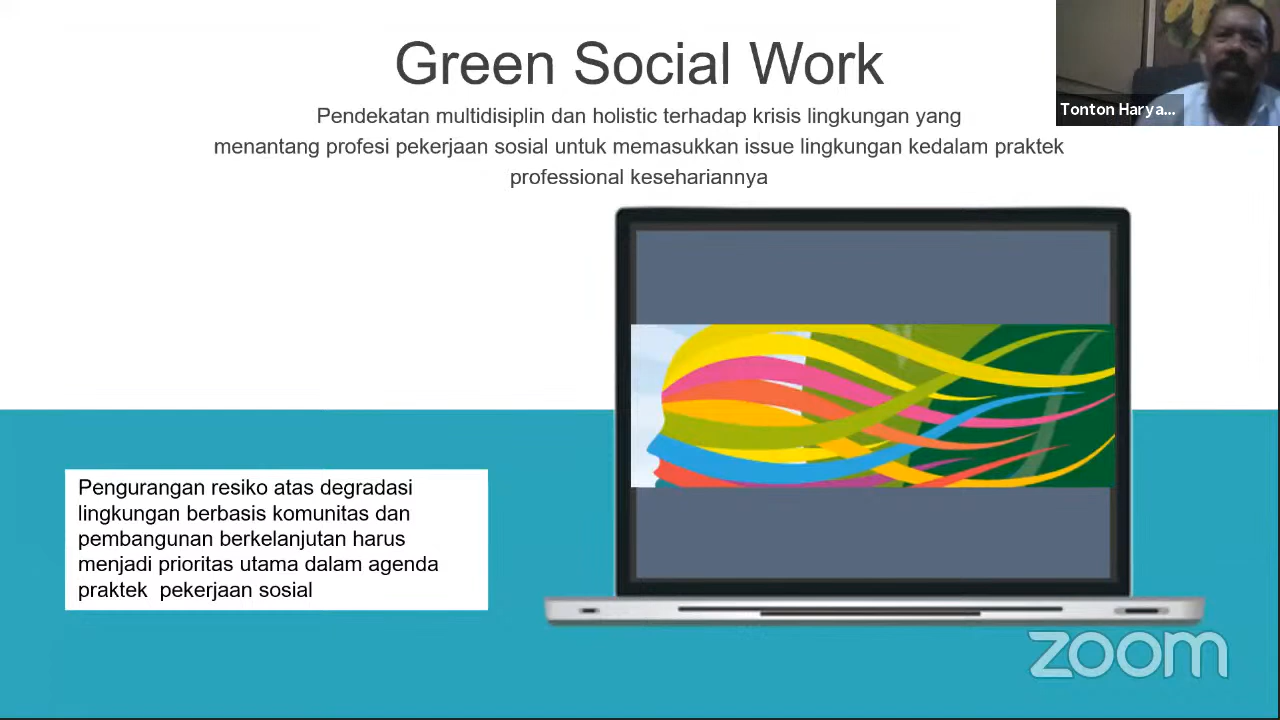 Green Social Work
Pendekatan multidisiplin dan holistic terhadap krisis lingkungan yang
menantang profesi pekerjaan sosial untuk memasukkan issue lingkungan kedalam praktek
professional kesehariannya
Tonton Harya...
Pengurangan resiko atas degradasi
lingkungan berbasis komunitas dan
pembangunan berkelanjutan harus
menjadi prioritas utama dalam agenda
praktek  pekerjaan sosial
zoom